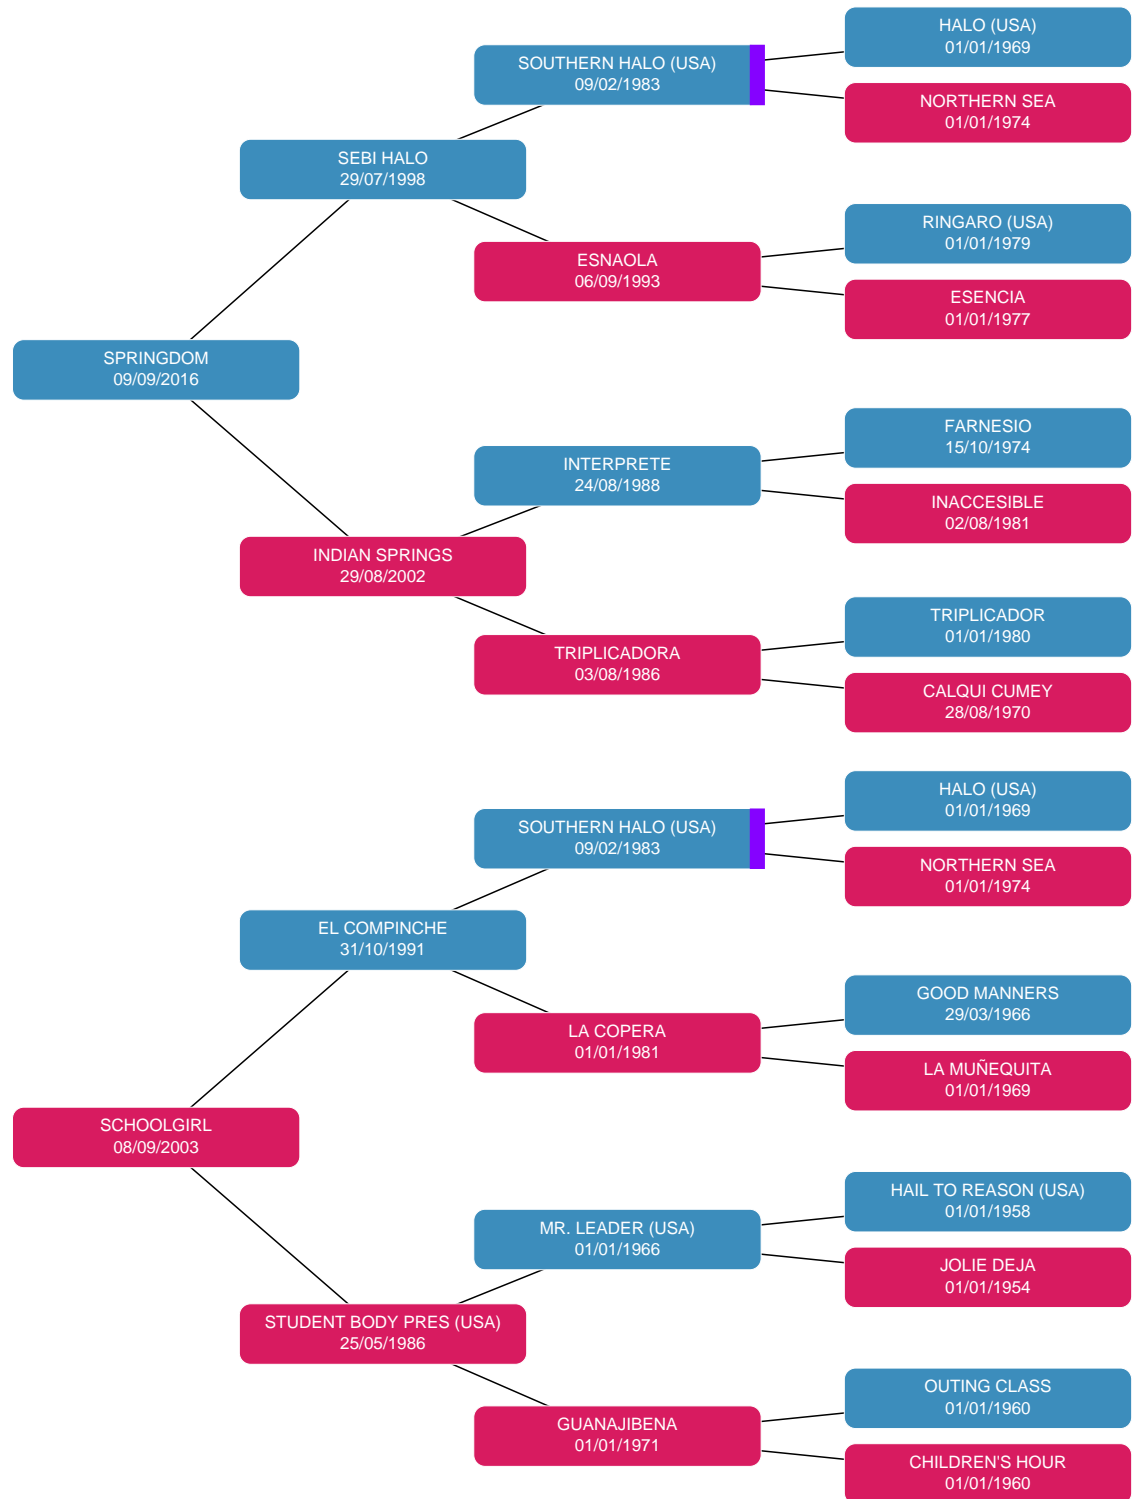 HALO (USA)
01/01/1969
SOUTHERN HALO (USA)
09/02/1983
NORTHERN SEA
01/01/1974
SEBI HALO
29/07/1998
RINGARO (USA)
01/01/1979
ESNAOLA
06/09/1993
ESENCIA
01/01/1977
SPRINGDOM
09/09/2016
FARNESIO
15/10/1974
INTERPRETE
24/08/1988
INACCESIBLE
02/08/1981
INDIAN SPRINGS
29/08/2002
TRIPLICADOR
01/01/1980
TRIPLICADORA
03/08/1986
CALQUI CUMEY
28/08/1970
HALO (USA)
01/01/1969
SOUTHERN HALO (USA)
09/02/1983
NORTHERN SEA
01/01/1974
EL COMPINCHE
31/10/1991
GOOD MANNERS
29/03/1966
LA COPERA
01/01/1981
LA MUÑEQUITA
01/01/1969
SCHOOLGIRL
08/09/2003
HAIL TO REASON (USA)
01/01/1958
MR. LEADER (USA)
01/01/1966
JOLIE DEJA
01/01/1954
STUDENT BODY PRES (USA)
25/05/1986
OUTING CLASS
01/01/1960
GUANAJIBENA
01/01/1971
CHILDREN'S HOUR
01/01/1960